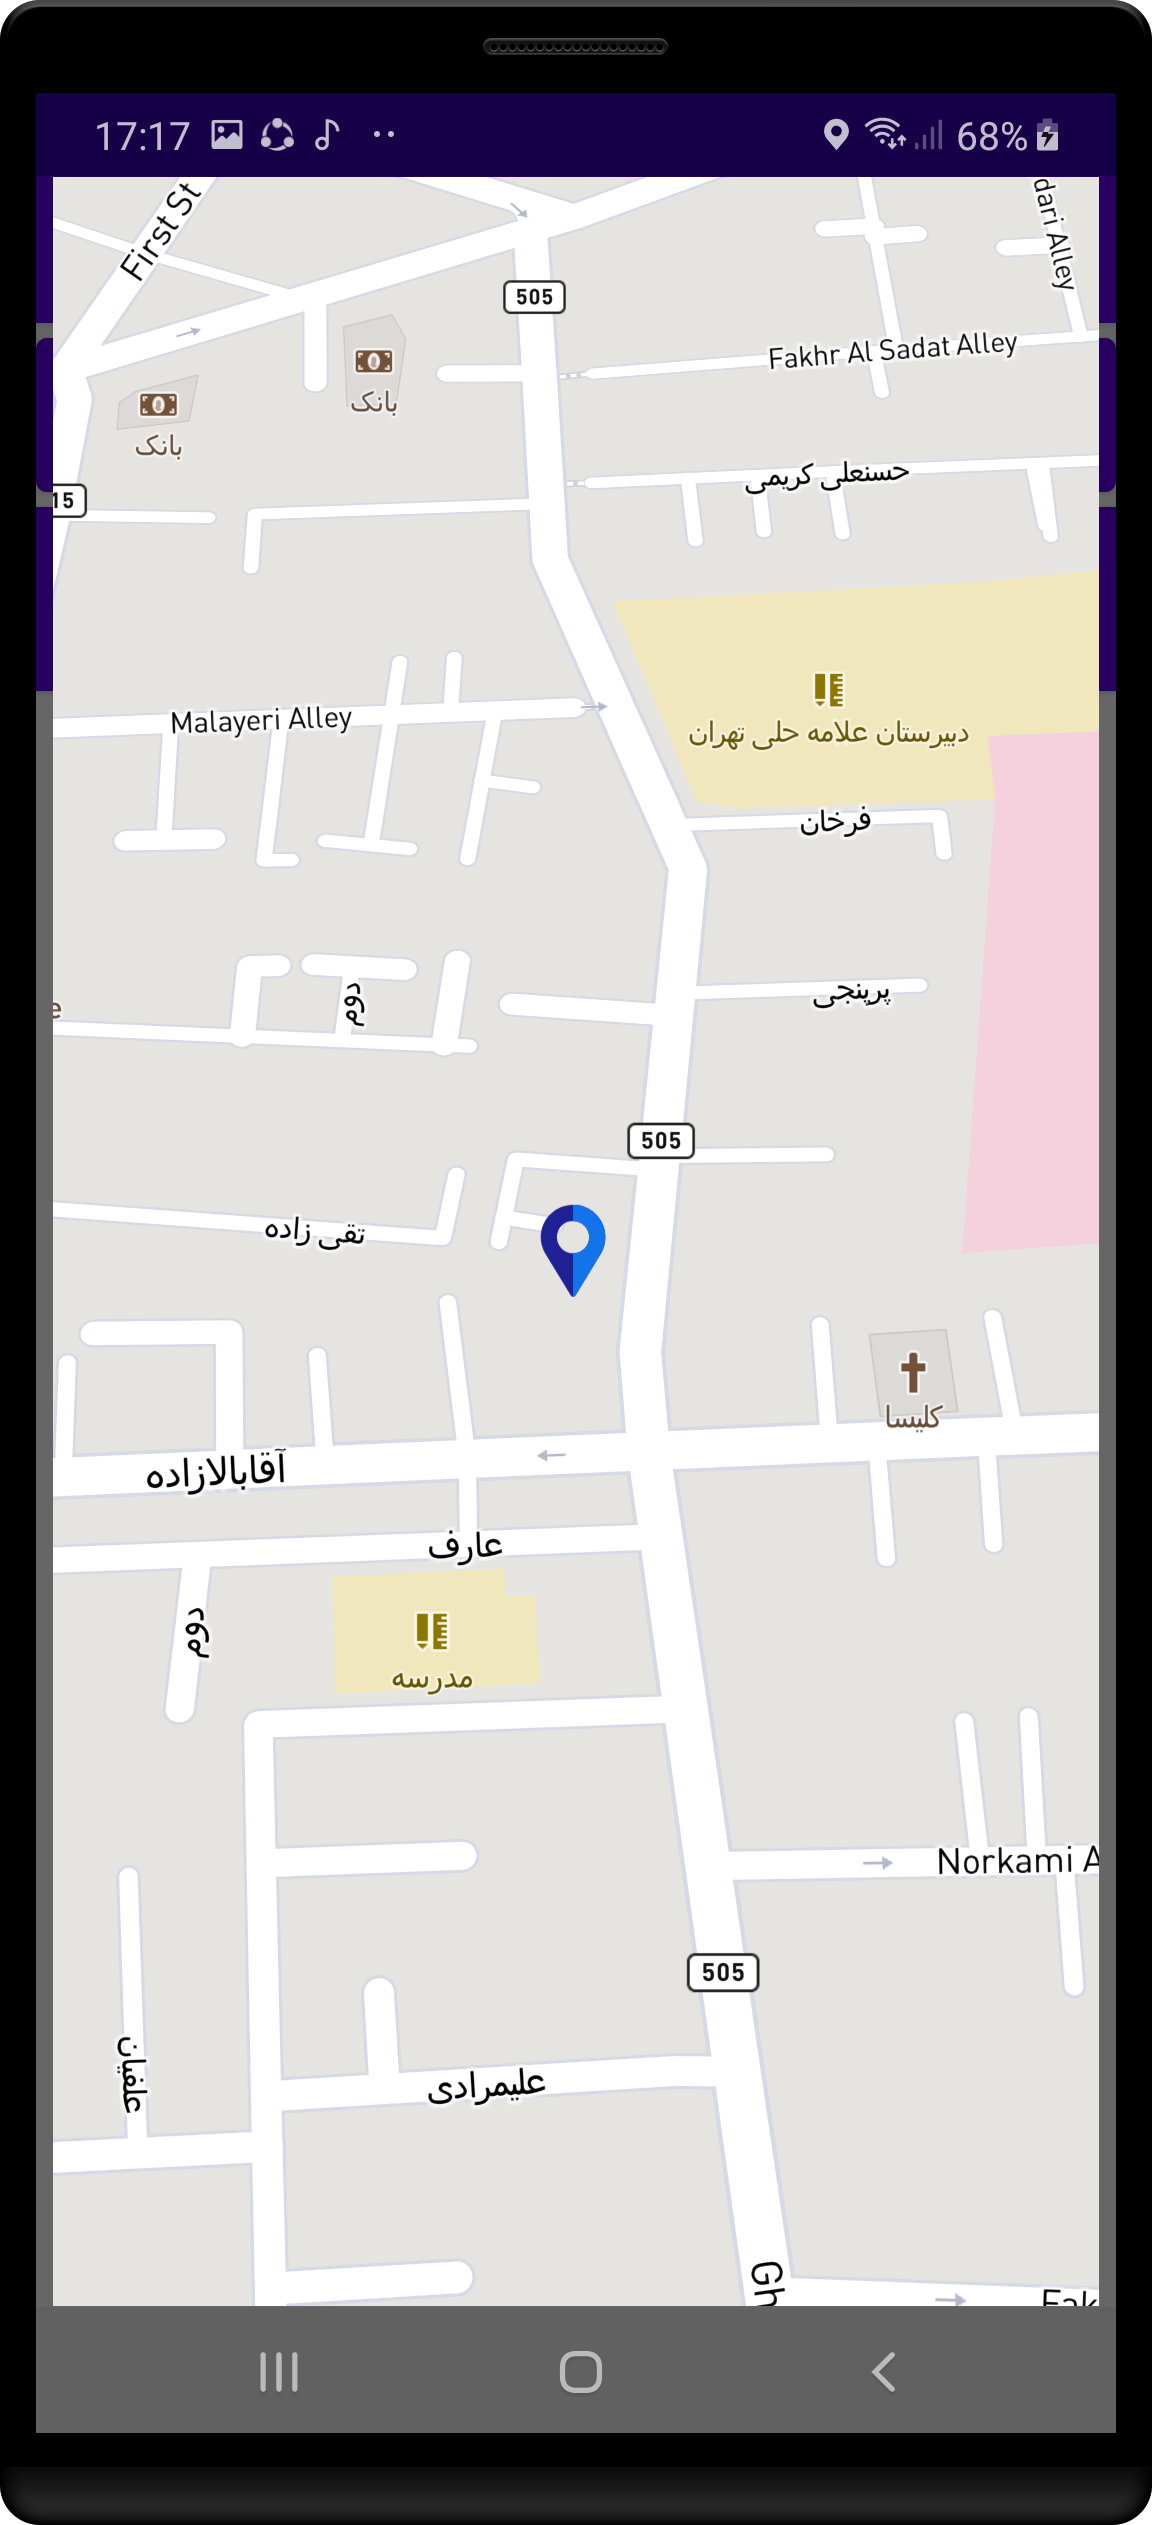 17:17
68%
First St
dari Alley
505
Fakhr Al Sadat Alley
بانک
بانک
حسنعلی کریمی
15
Malayeri Alley
دبیرستان علامه حلی تهران
فرخان
دوم
پرپنجی
e
505
تقی زاده
کلیسا
آقابالازاده
عارف
دوم
مدرسه
Norkami A
505
علفیان
علیمرادی
Gh
Fak